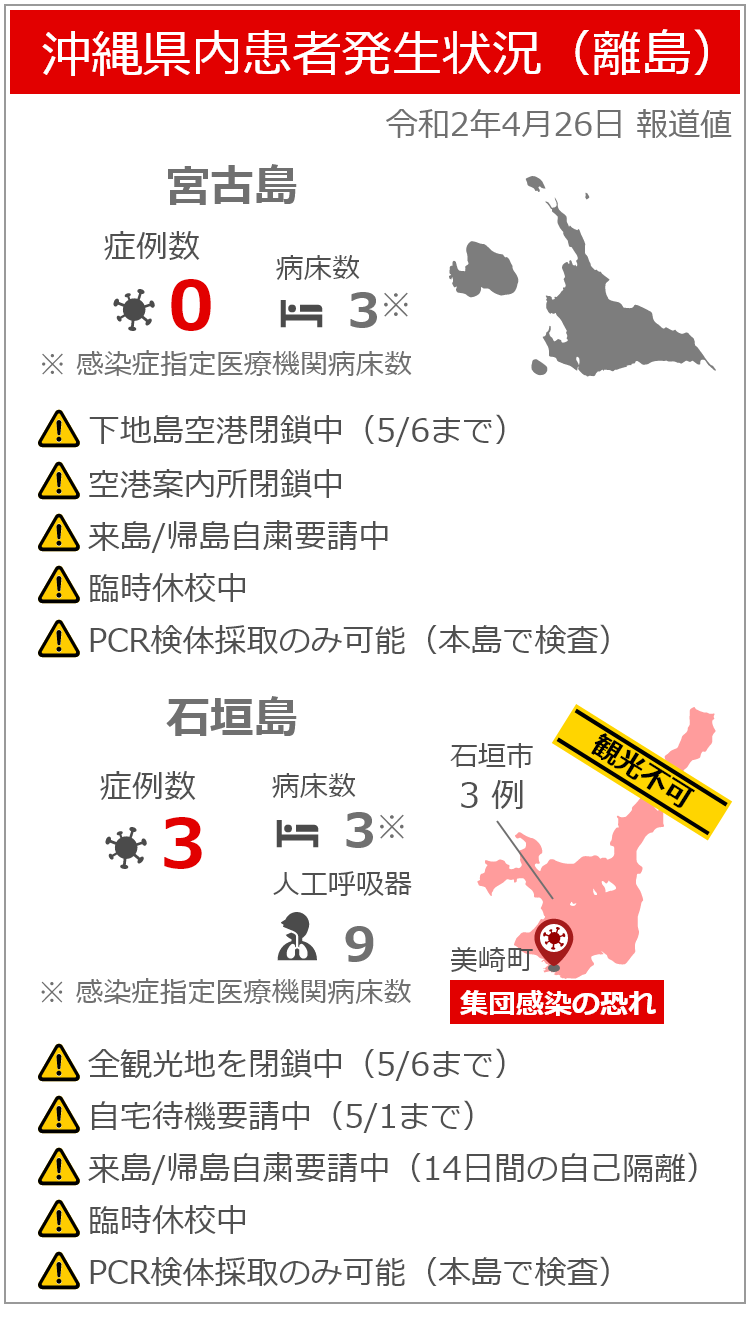 沖縄県内患者発生状況（離島）
令和2年4月26日 報道値
宮古島
症例数
0
病床数
3※
※ 感染症指定医療機関病床数
下地島空港閉鎖中（5/6まで）
空港案内所閉鎖中
来島/帰島自粛要請中
臨時休校中
PCR検体採取のみ可能（本島で検査）
石垣島
症例数
3
病床数
3※
人工呼吸器
9
※ 感染症指定医療機関病床数
観光不可
石垣市
3 例
美崎町
集団感染の恐れ
全観光地を閉鎖中（5/6まで）
自宅待機要請中（5/1まで）
来島/帰島自粛要請中（14日間の自己隔離）
臨時休校中
PCR検体採取のみ可能（本島で検査）